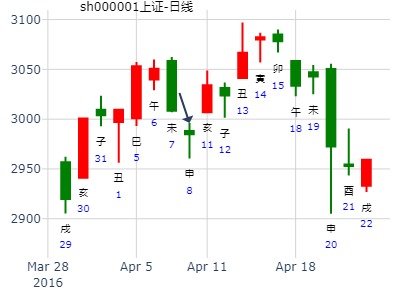 sh000001上证-日线
3100
3050
3000
2950
2900
戌
29
亥
30
子
31
丑
1
巳
5
午
6
未
7
申
8
亥
11
子
12
丑
13
寅
14
卯
15
午
18
未
19
申
20
酉
21
戌
22
Mar 28
2016
Apr 5
Apr 11
Apr 18